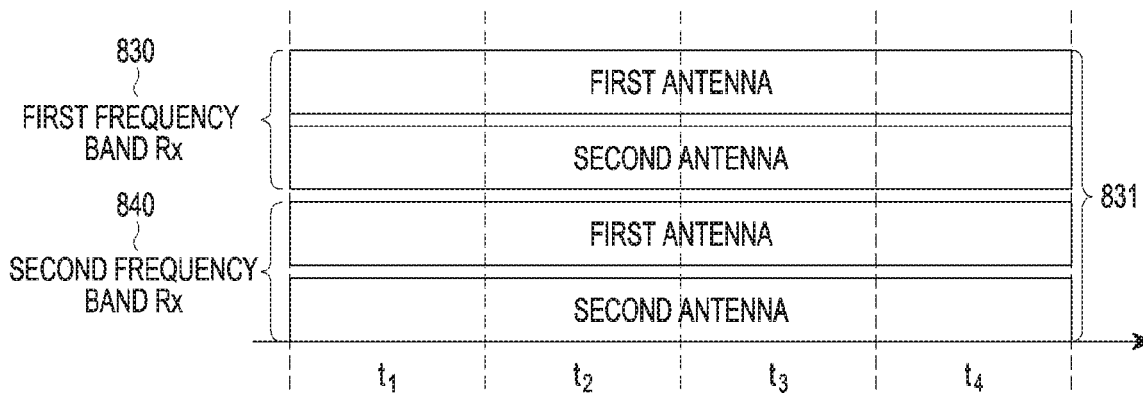 830
FIRST FREQUENCY
BAND Rx
FIRST ANTENNA
SECOND ANTENNA
831
840
SECOND FREQUENCY
BAND Rx
FIRST ANTENNA
SECOND ANTENNA
t1
t2
t3
t4